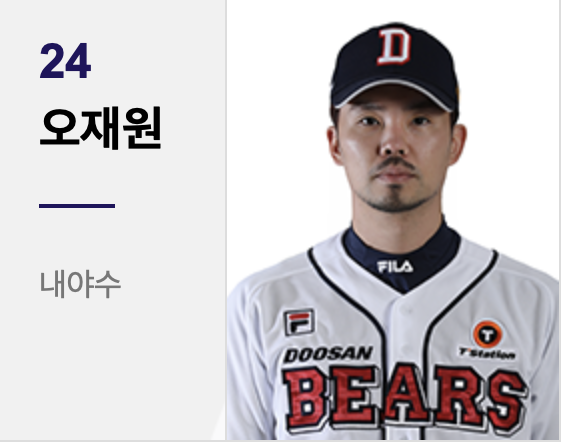 24
오재원
내야수
D
FILA
F
T
DOOSAN
T'Station
BEARS